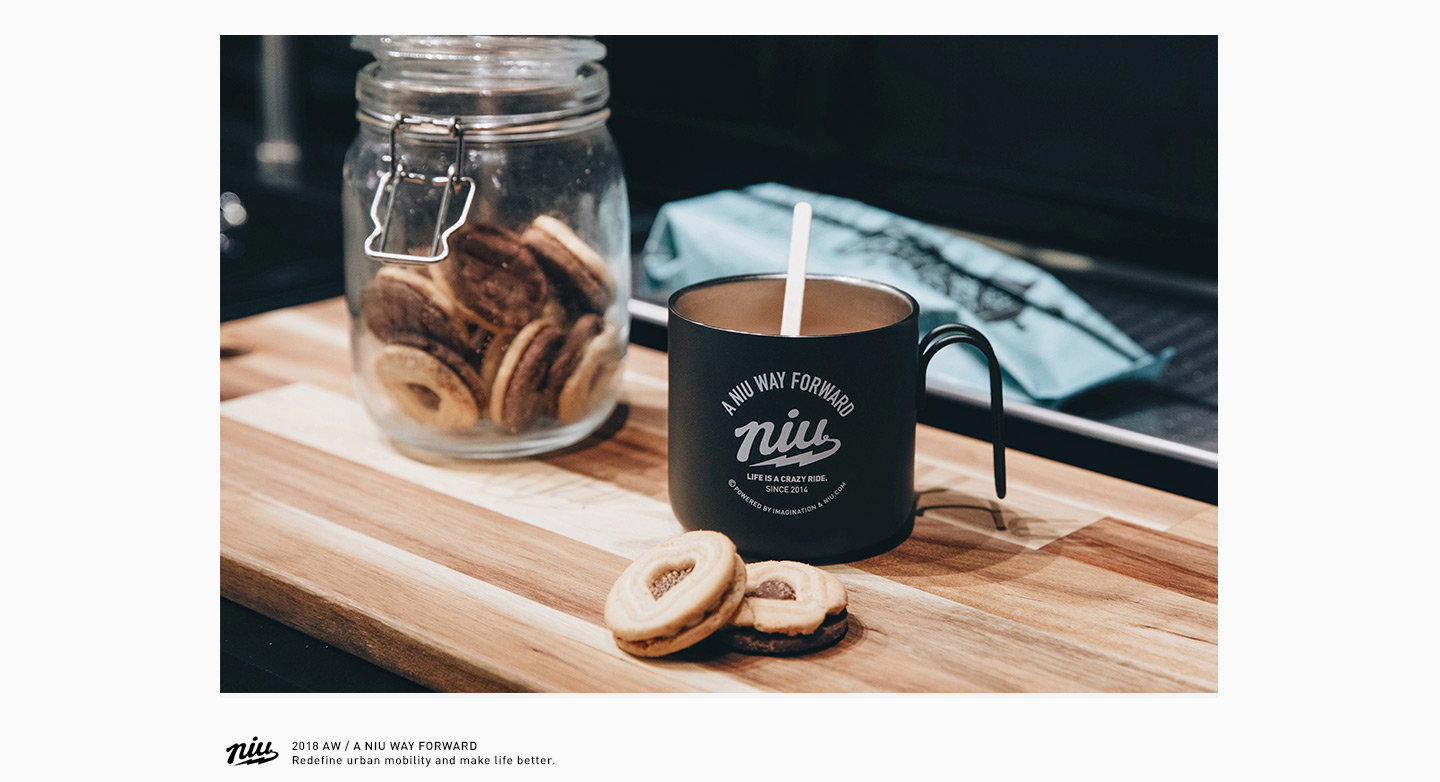 A NIU WAY FORWARD
niu
LIFE IS A CRAZY RIDE.
SINCE 2014
© POWERED BY IMAGINATION & NIU.COM
niu
2018 AW / A NIU WAY FORWARD
Redefine urban mobility and make life better.